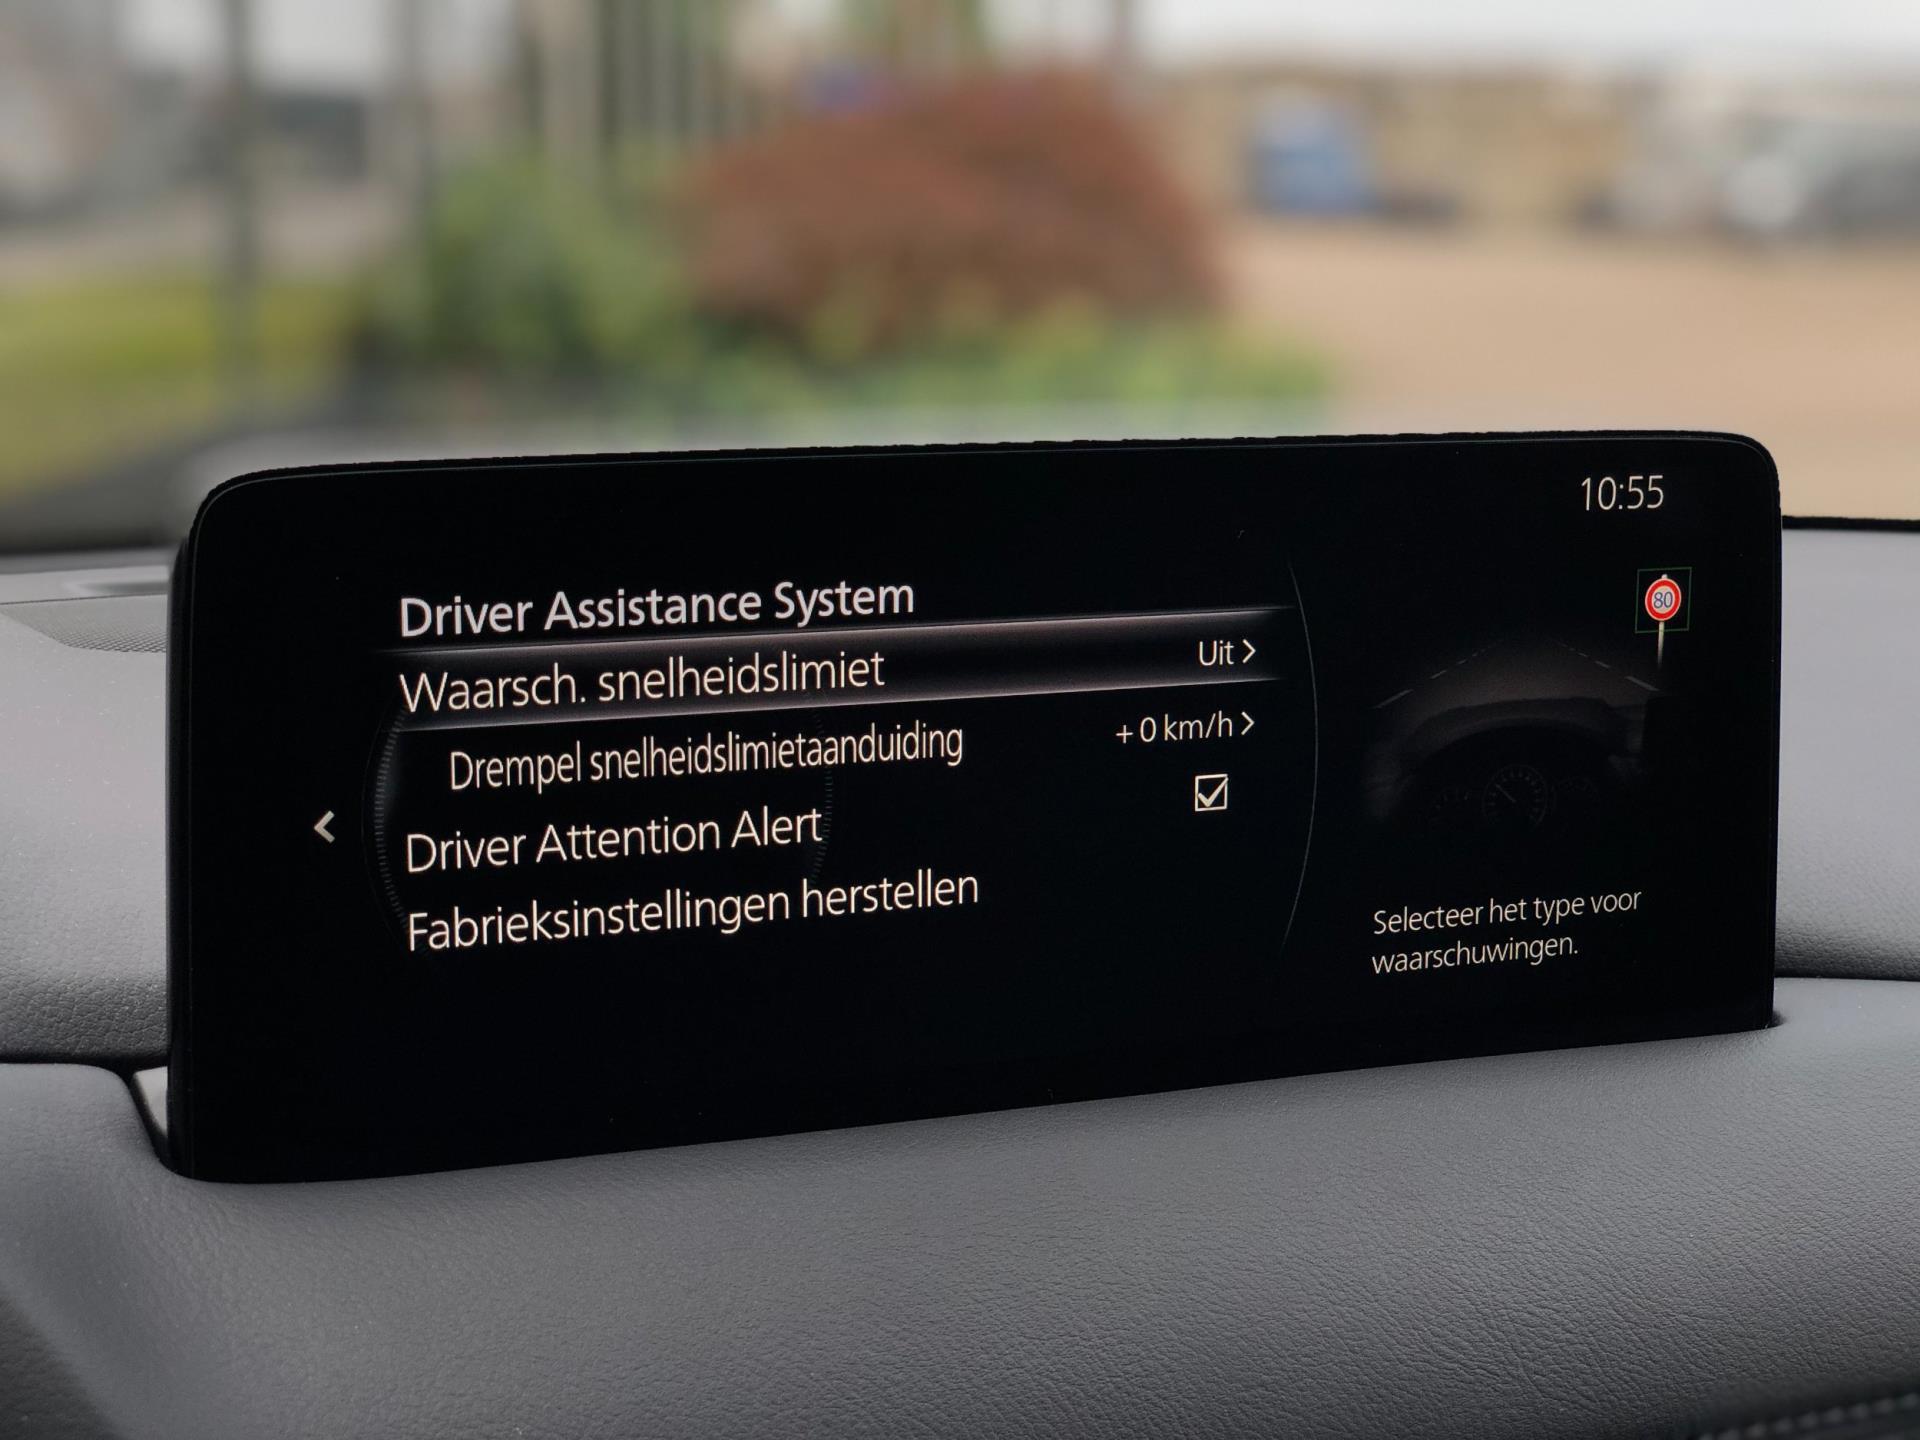 10:55
Driver Assistance System
Waarsch. snelheidslimiet Uit >
Drempel snelheidslimietaanduiding + 0 km/h >
Driver Attention Alert
Fabrieksinstellingen herstellen
80
Selecteer het type voor
waarschuwingen.